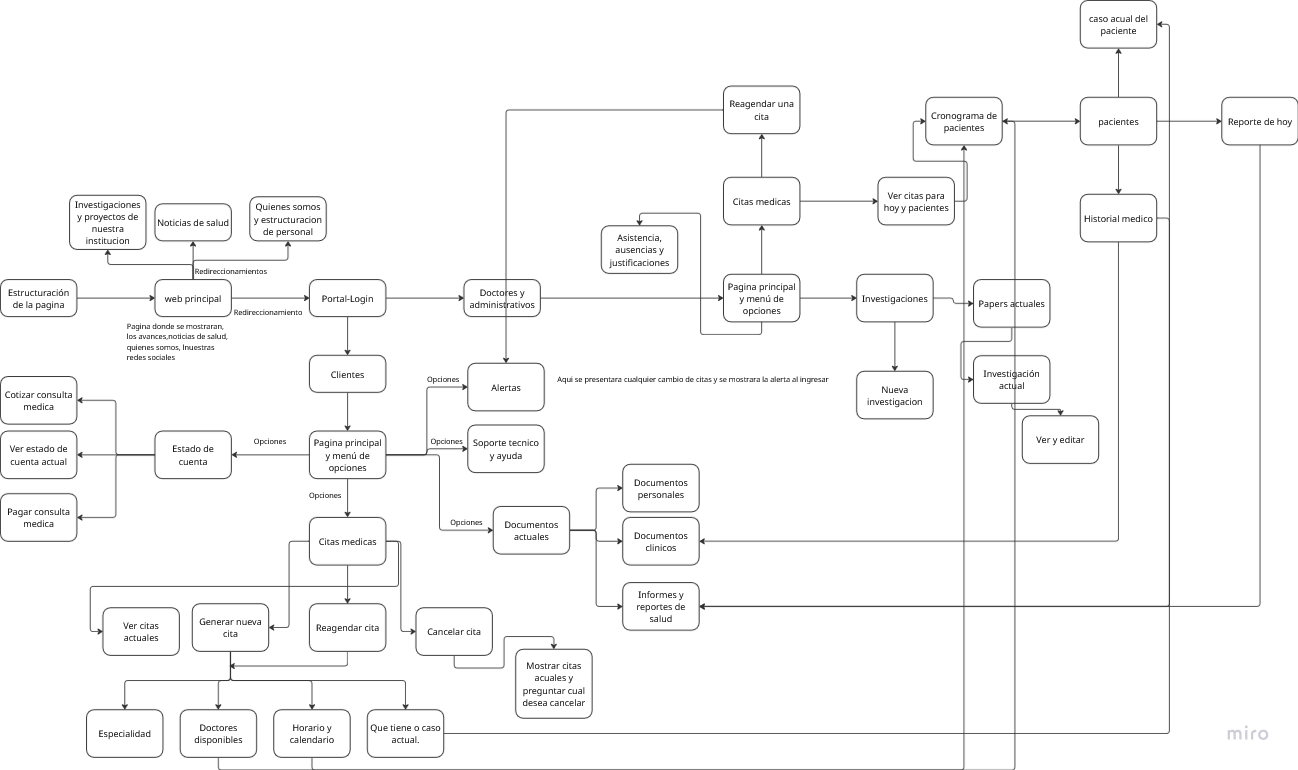 caso acual del
paciente
Reagendar una
cita
Cronograma de
pacientes
pacientes
Reporte de hoy
Citas medicas
Ver citas para
hoy y pacientes
Historial medico
Investigaciones
y proyectos de
nuestra
institucion
Noticias de salud
Quienes somos
y estructuracion
de personal
Asistencia,
ausencias y
justificaciones
Redireccionamientos
Estructuración
de la pagina
web principal
Redireccionamiento
Portal-Login
Doctores y
administrativos
Pagina principal
y menú de
opciones
Investigaciones
Papers actuales
Pagina donde se mostraran,
los avances,noticias de salud,
quienes somos, lnuestras
redes sociales
Clientes
Opciones
Alertas
Aqui se presentara cualquier cambio de citas y se mostrara la alerta al ingresar
Nueva
investigacion
Investigación
actual
Ver y editar
Cotizar consulta
medica
Ver estado de
cuenta actual
Pagar consulta
medica
Estado de
cuenta
Opciones
Pagina principal
y menú de
opciones
Opciones
Soporte tecnico
y ayuda
Opciones
Opciones
Documentos
actuales
Documentos
personales
Documentos
clinicos
Informes y
reportes de
salud
Citas medicas
Ver citas
actuales
Generar nueva
cita
Reagendar cita
Cancelar cita
Mostrar citas
acuales y
preguntar cual
desea cancelar
Especialidad
Doctores
disponibles
Horario y
calendario
Que tiene o caso
actual.
miro